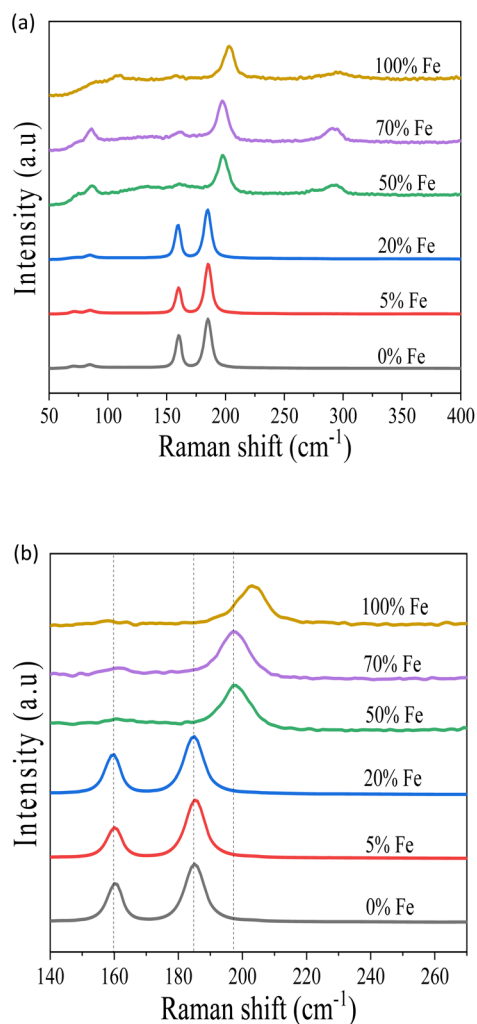 (a)
Intensity (a.u)
100% Fe
70% Fe
50% Fe
20% Fe
5% Fe
0% Fe
50 100 150 200 250 300 350 400
Raman shift (cm⁻¹)
(b)
Intensity (a.u)
100% Fe
70% Fe
50% Fe
20% Fe
5% Fe
0% Fe
140 160 180 200 220 240 260
Raman shift (cm⁻¹)